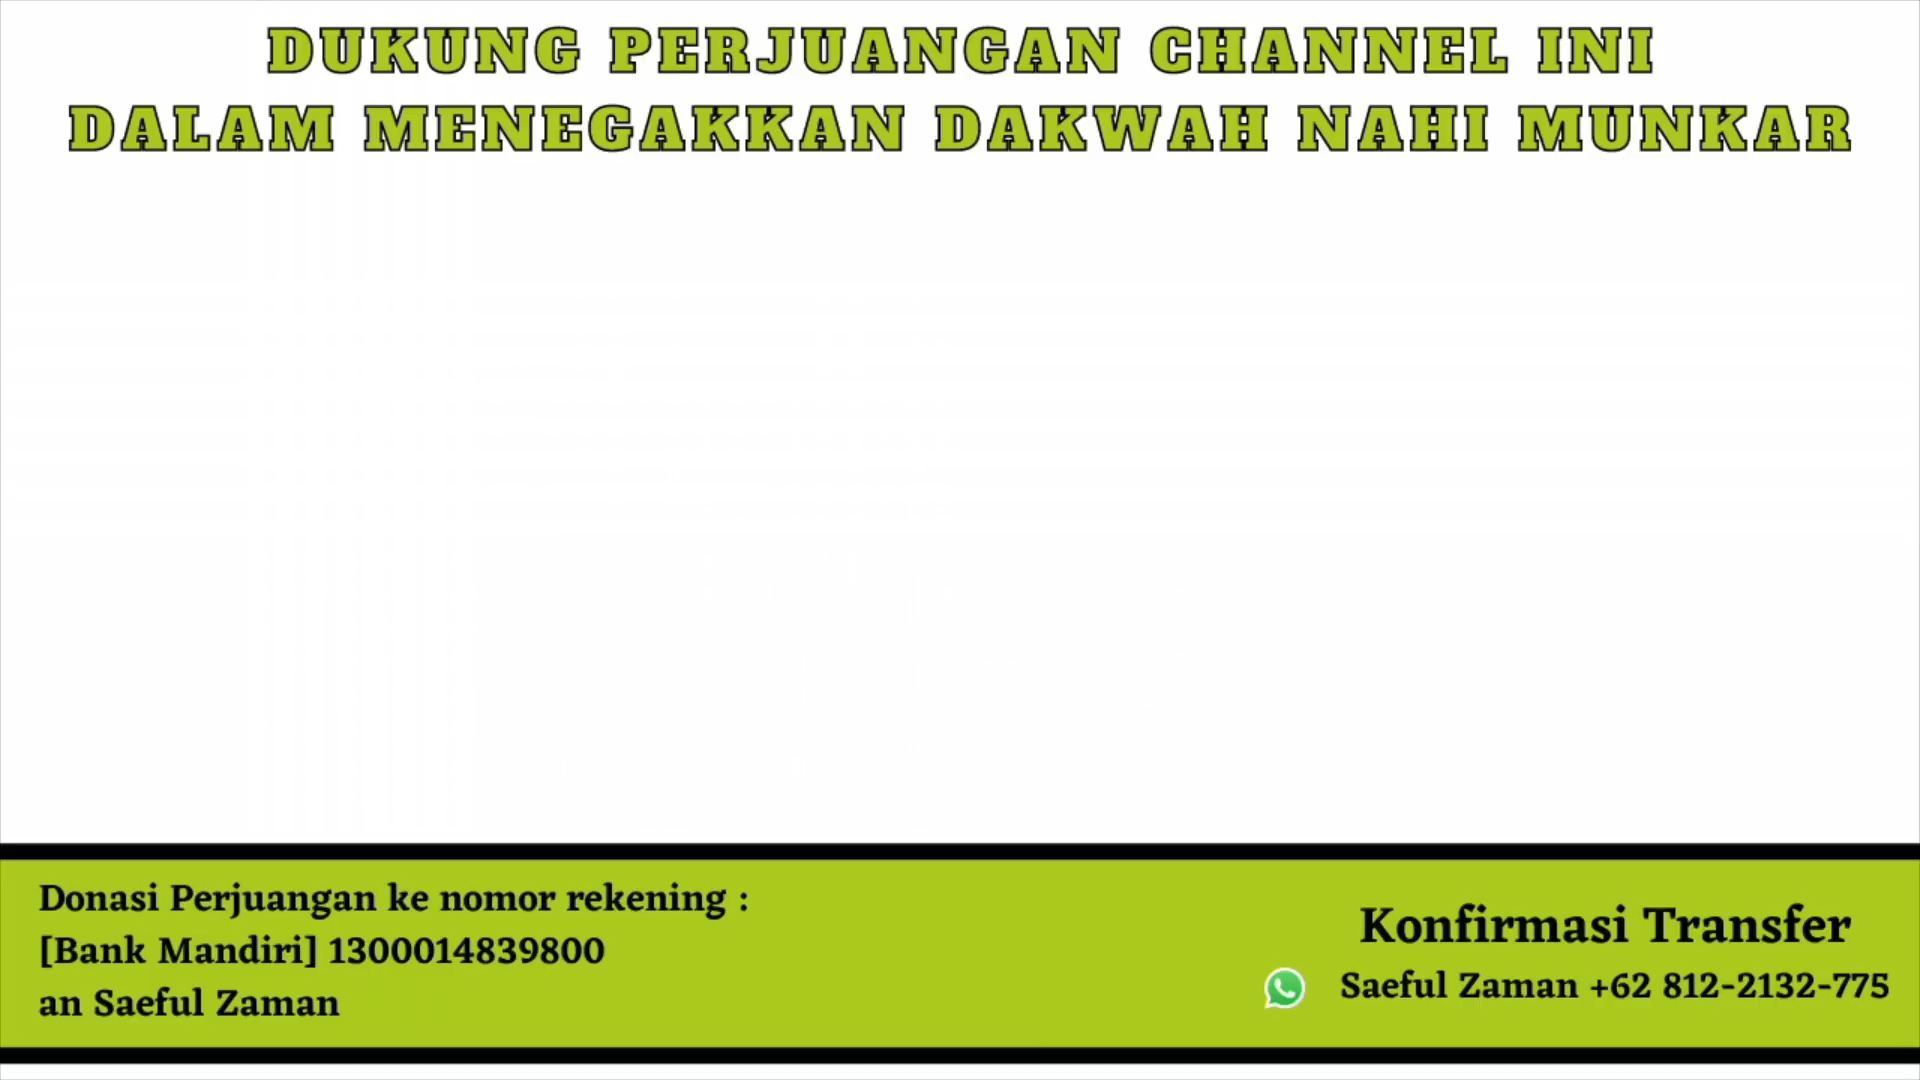 DUKUNG PERJUANGAN CHANNEL INI
DALAM MENEGAKKAN DAKWAH NAHI MUNKAR
Donasi Perjuangan ke nomor rekening :
[Bank Mandiri] 1300014839800
an Saeful Zaman
Konfirmasi Transfer
Saeful Zaman +62 812-2132-775